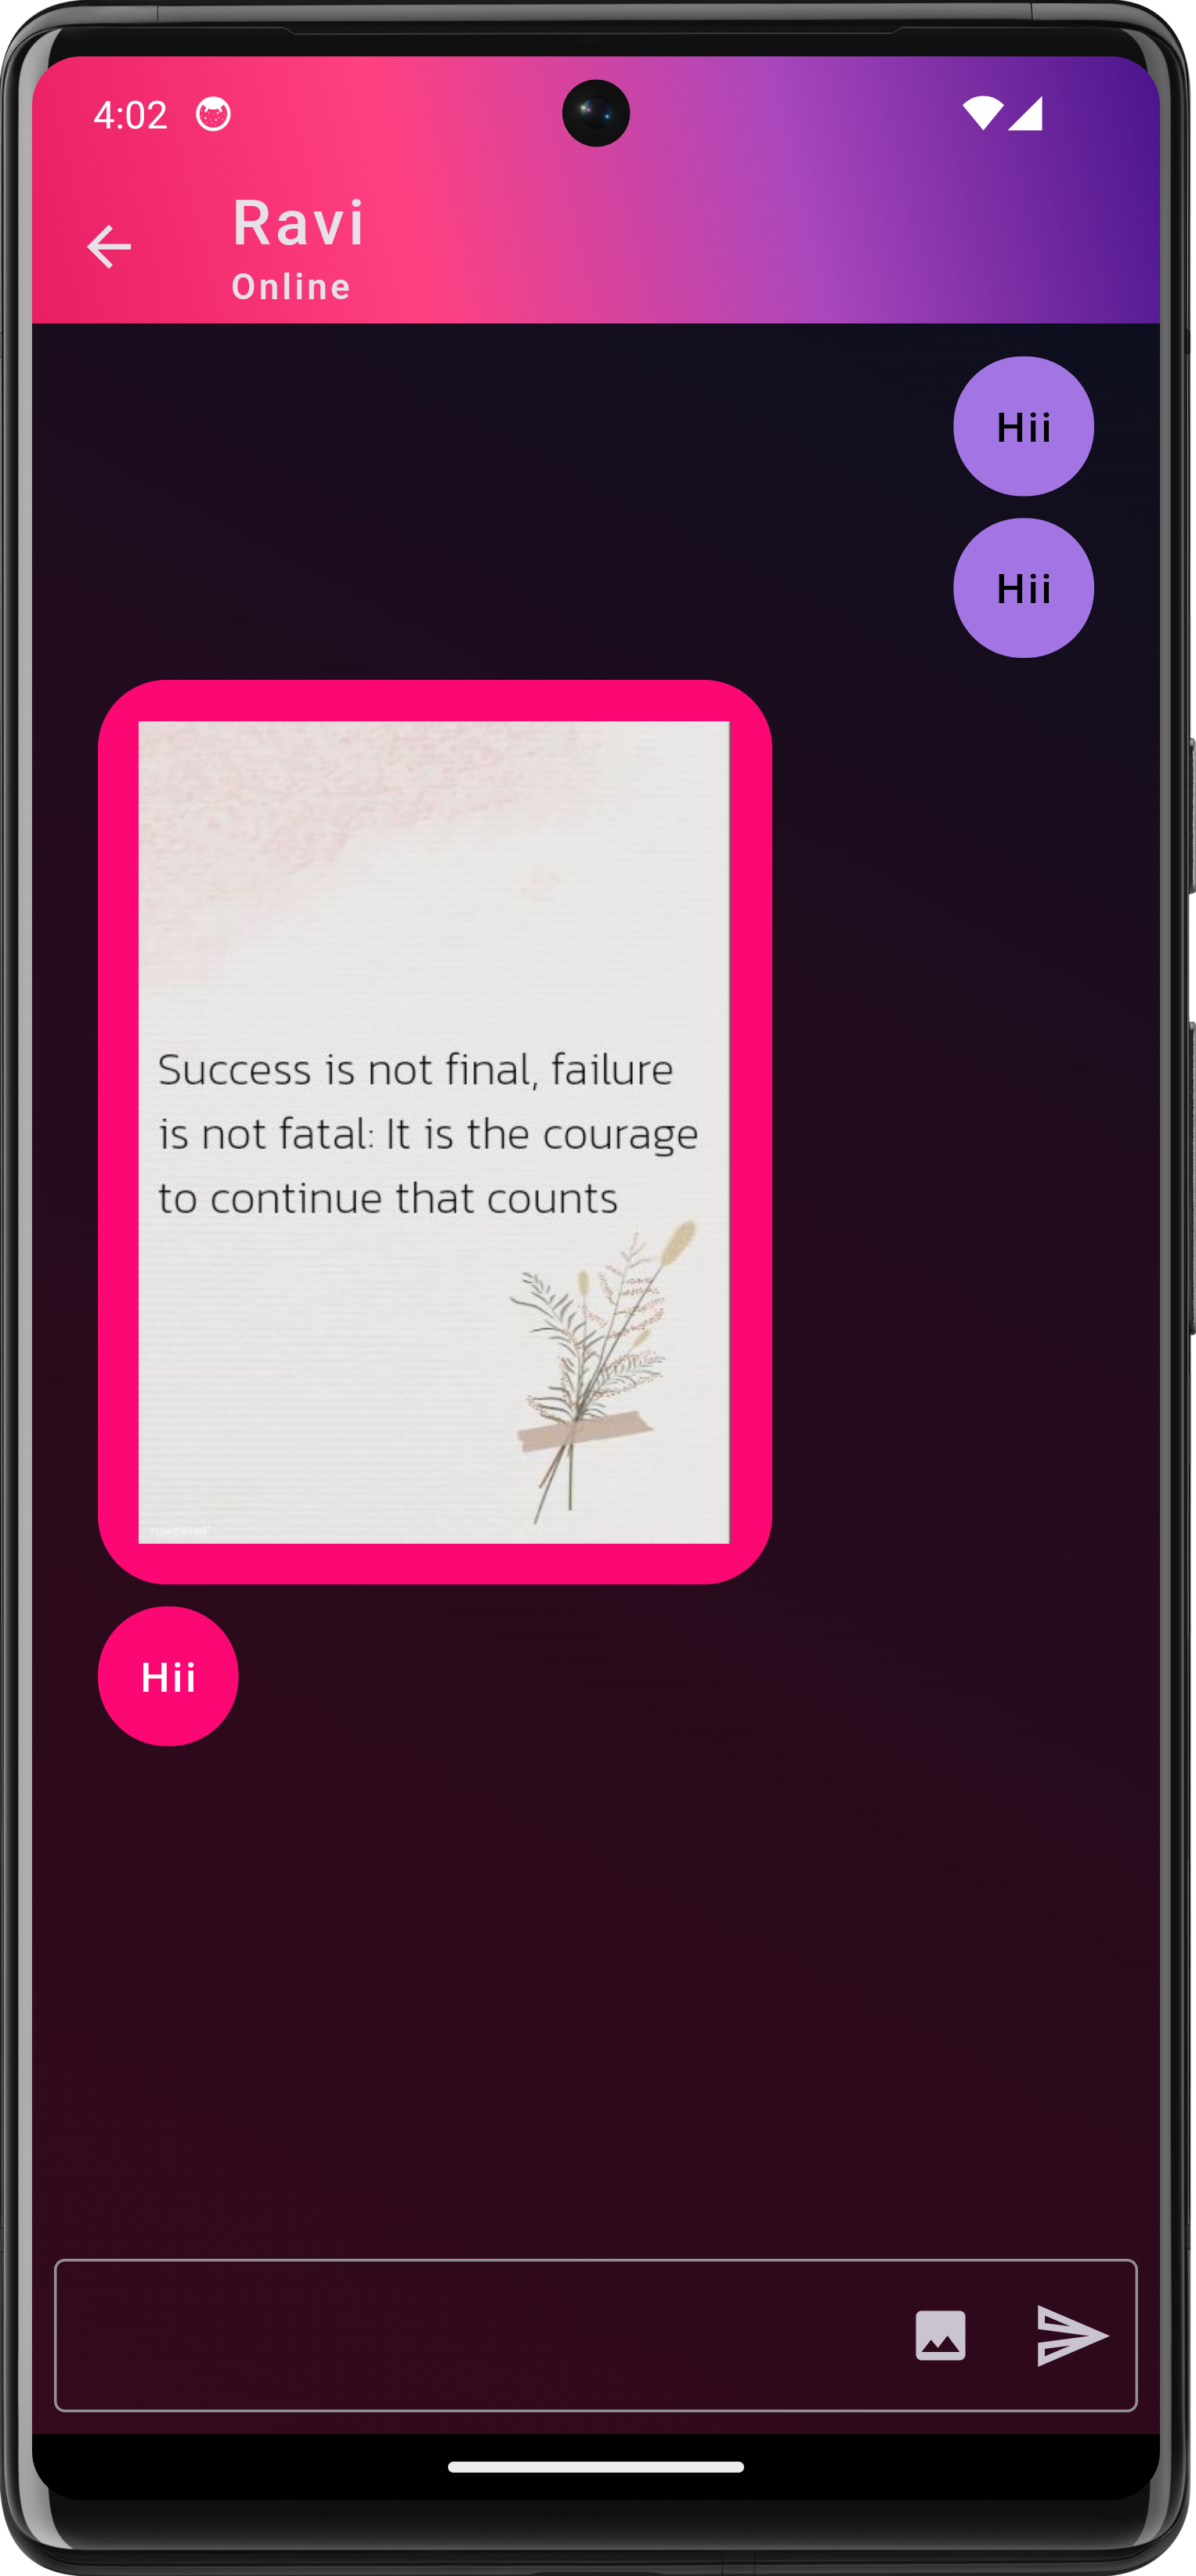 4:02
Ravi
Online
Hii
Hii
Success is not final, failure
is not fatal: It is the courage
to continue that counts
rawpixel
Hii